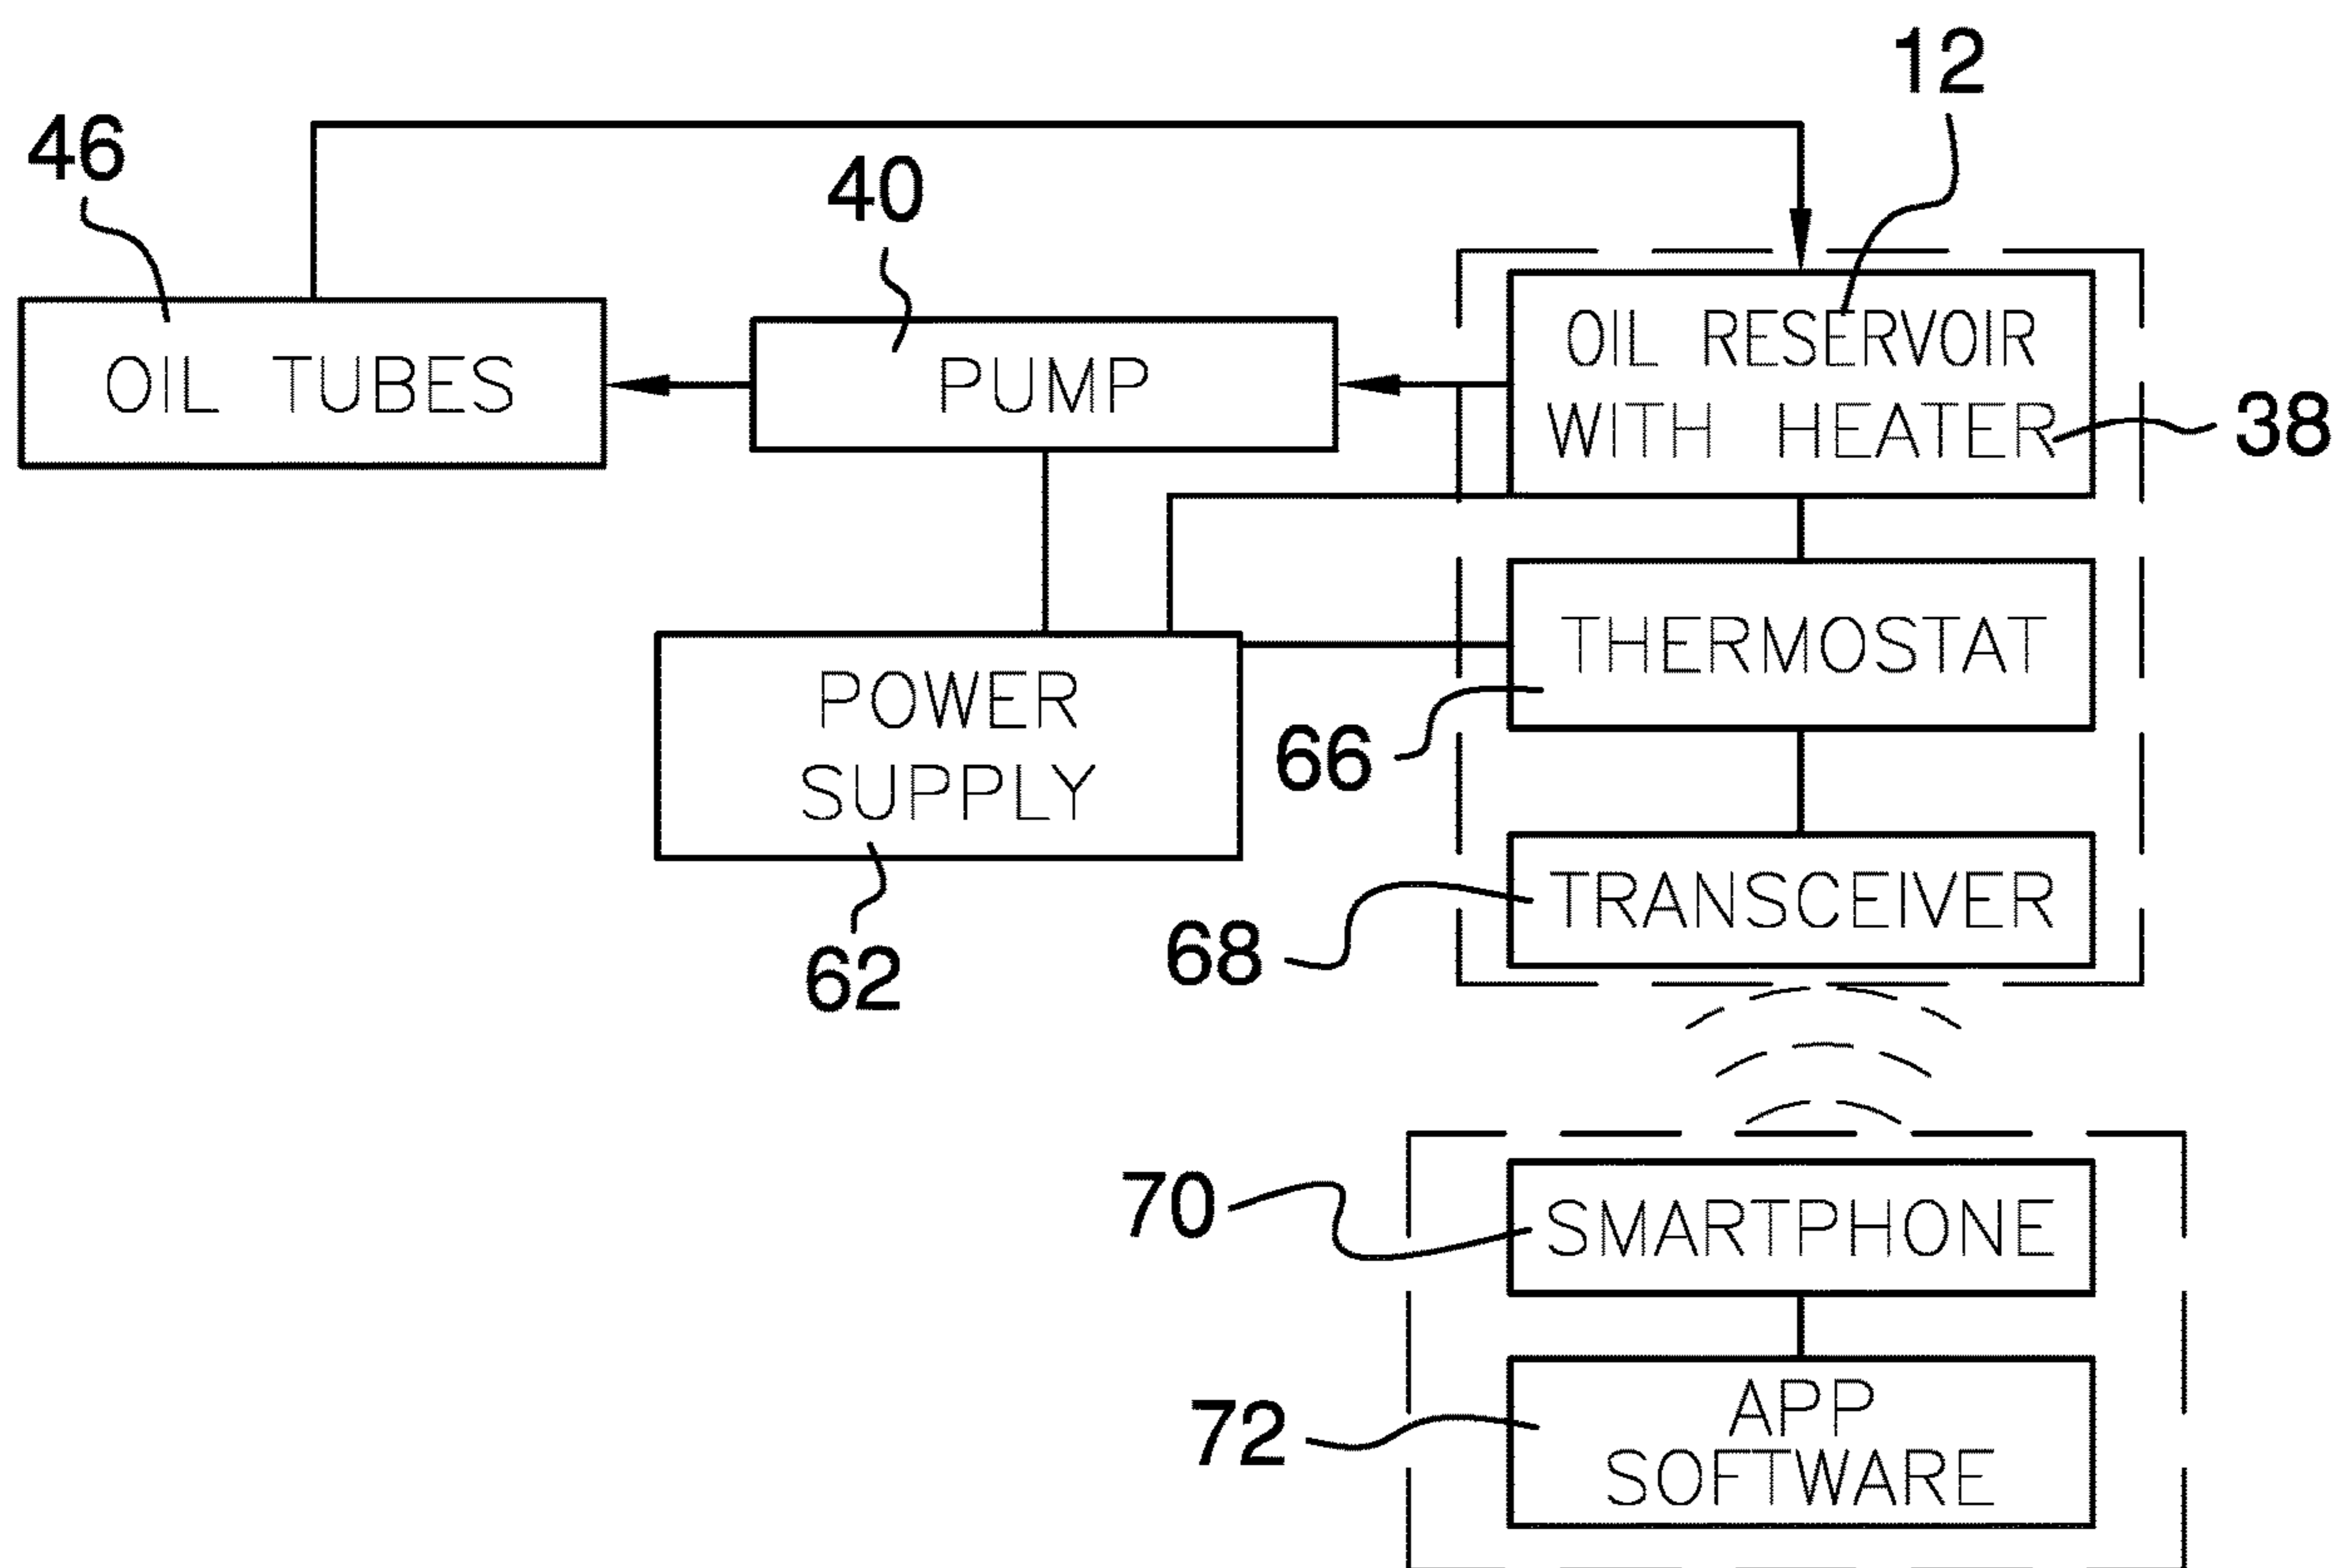 12
46
40
OIL RESERVOIR
WITH HEATER
38
OIL TUBES
PUMP
THERMOSTAT
POWER
SUPPLY
66
TRANSCEIVER
68
62
70
SMARTPHONE
72
APP
SOFTWARE